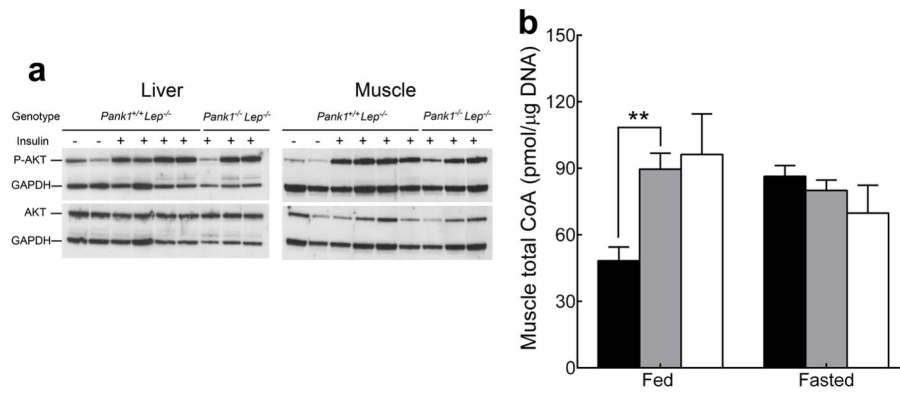 a
Liver
Muscle
Genotype Pank1+/+ Lep-/- Pank1-/- Lep-/- Pank1+/+ Lep-/- Pank1-/- Lep-/-
Insulin - - + + + + + + + - - + + + + + + +
P-AKT
GAPDH
AKT
GAPDH
b
Muscle total CoA (pmol/µg DNA)
150
120
90
60
30
0
**
Fed
Fasted